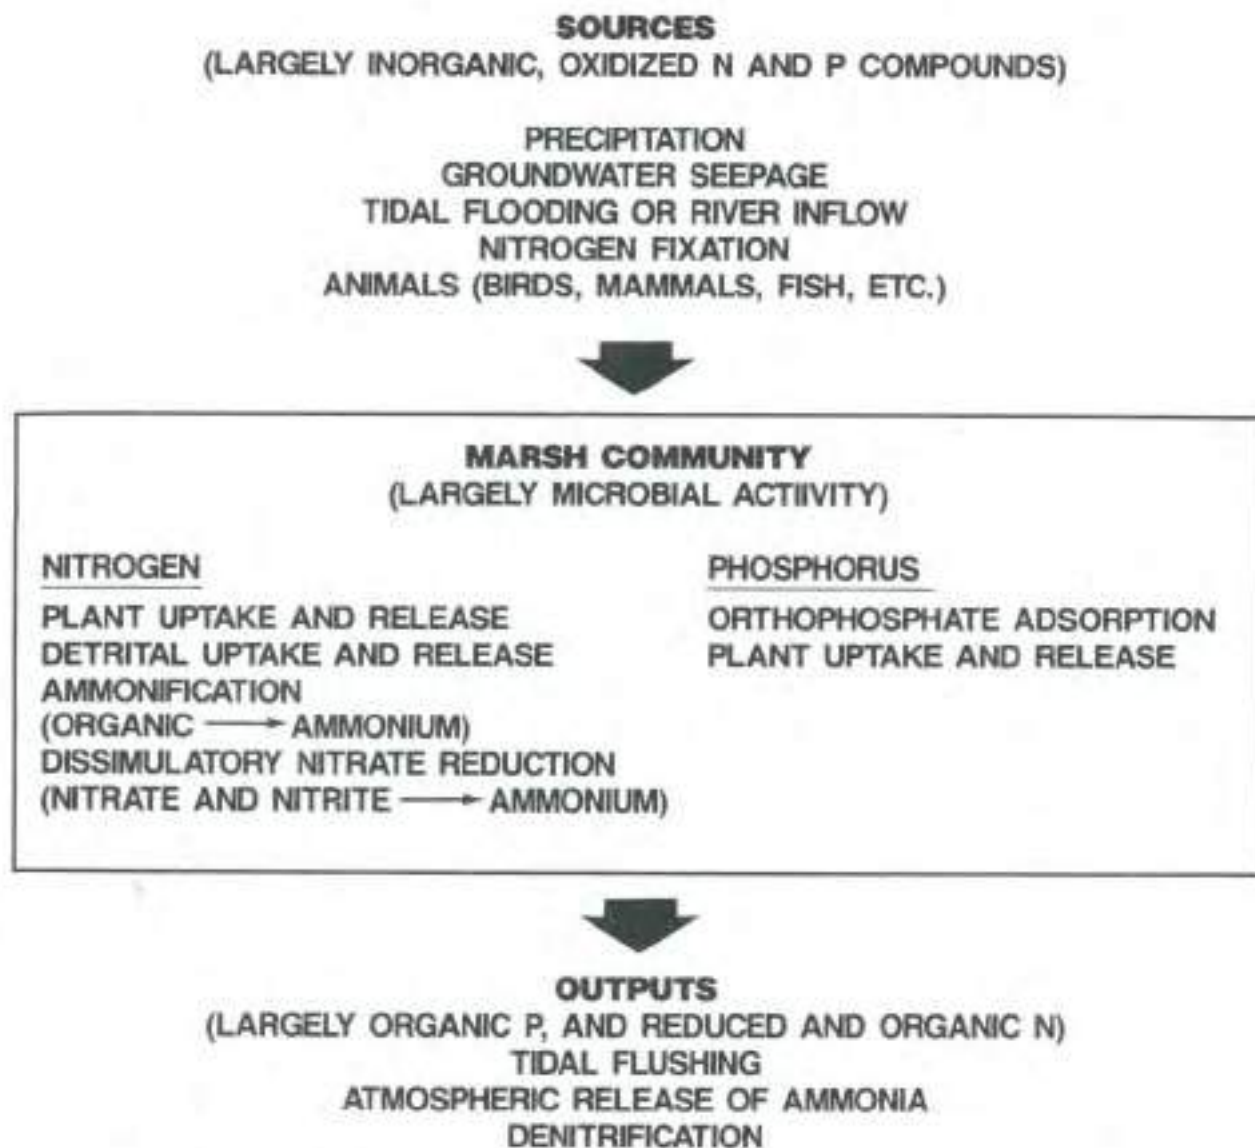 SOURCES
(LARGELY INORGANIC, OXIDIZED N AND P COMPOUNDS)
PRECIPITATION
GROUNDWATER SEEPAGE
TIDAL FLOODING OR RIVER INFLOW
NITROGEN FIXATION
ANIMALS (BIRDS, MAMMALS, FISH, ETC.)
MARSH COMMUNITY
(LARGELY MICROBIAL ACTIIVITY)
NITROGEN
PLANT UPTAKE AND RELEASE
DETRITAL UPTAKE AND RELEASE
AMMONIFICATION
(ORGANIC → AMMONIUM)
DISSIMULATORY NITRATE REDUCTION
(NITRATE AND NITRITE → AMMONIUM)
PHOSPHORUS
ORTHOPHOSPHATE ADSORPTION
PLANT UPTAKE AND RELEASE
OUTPUTS
(LARGELY ORGANIC P, AND REDUCED AND ORGANIC N)
TIDAL FLUSHING
ATMOSPHERIC RELEASE OF AMMONIA
DENITRIFICATION